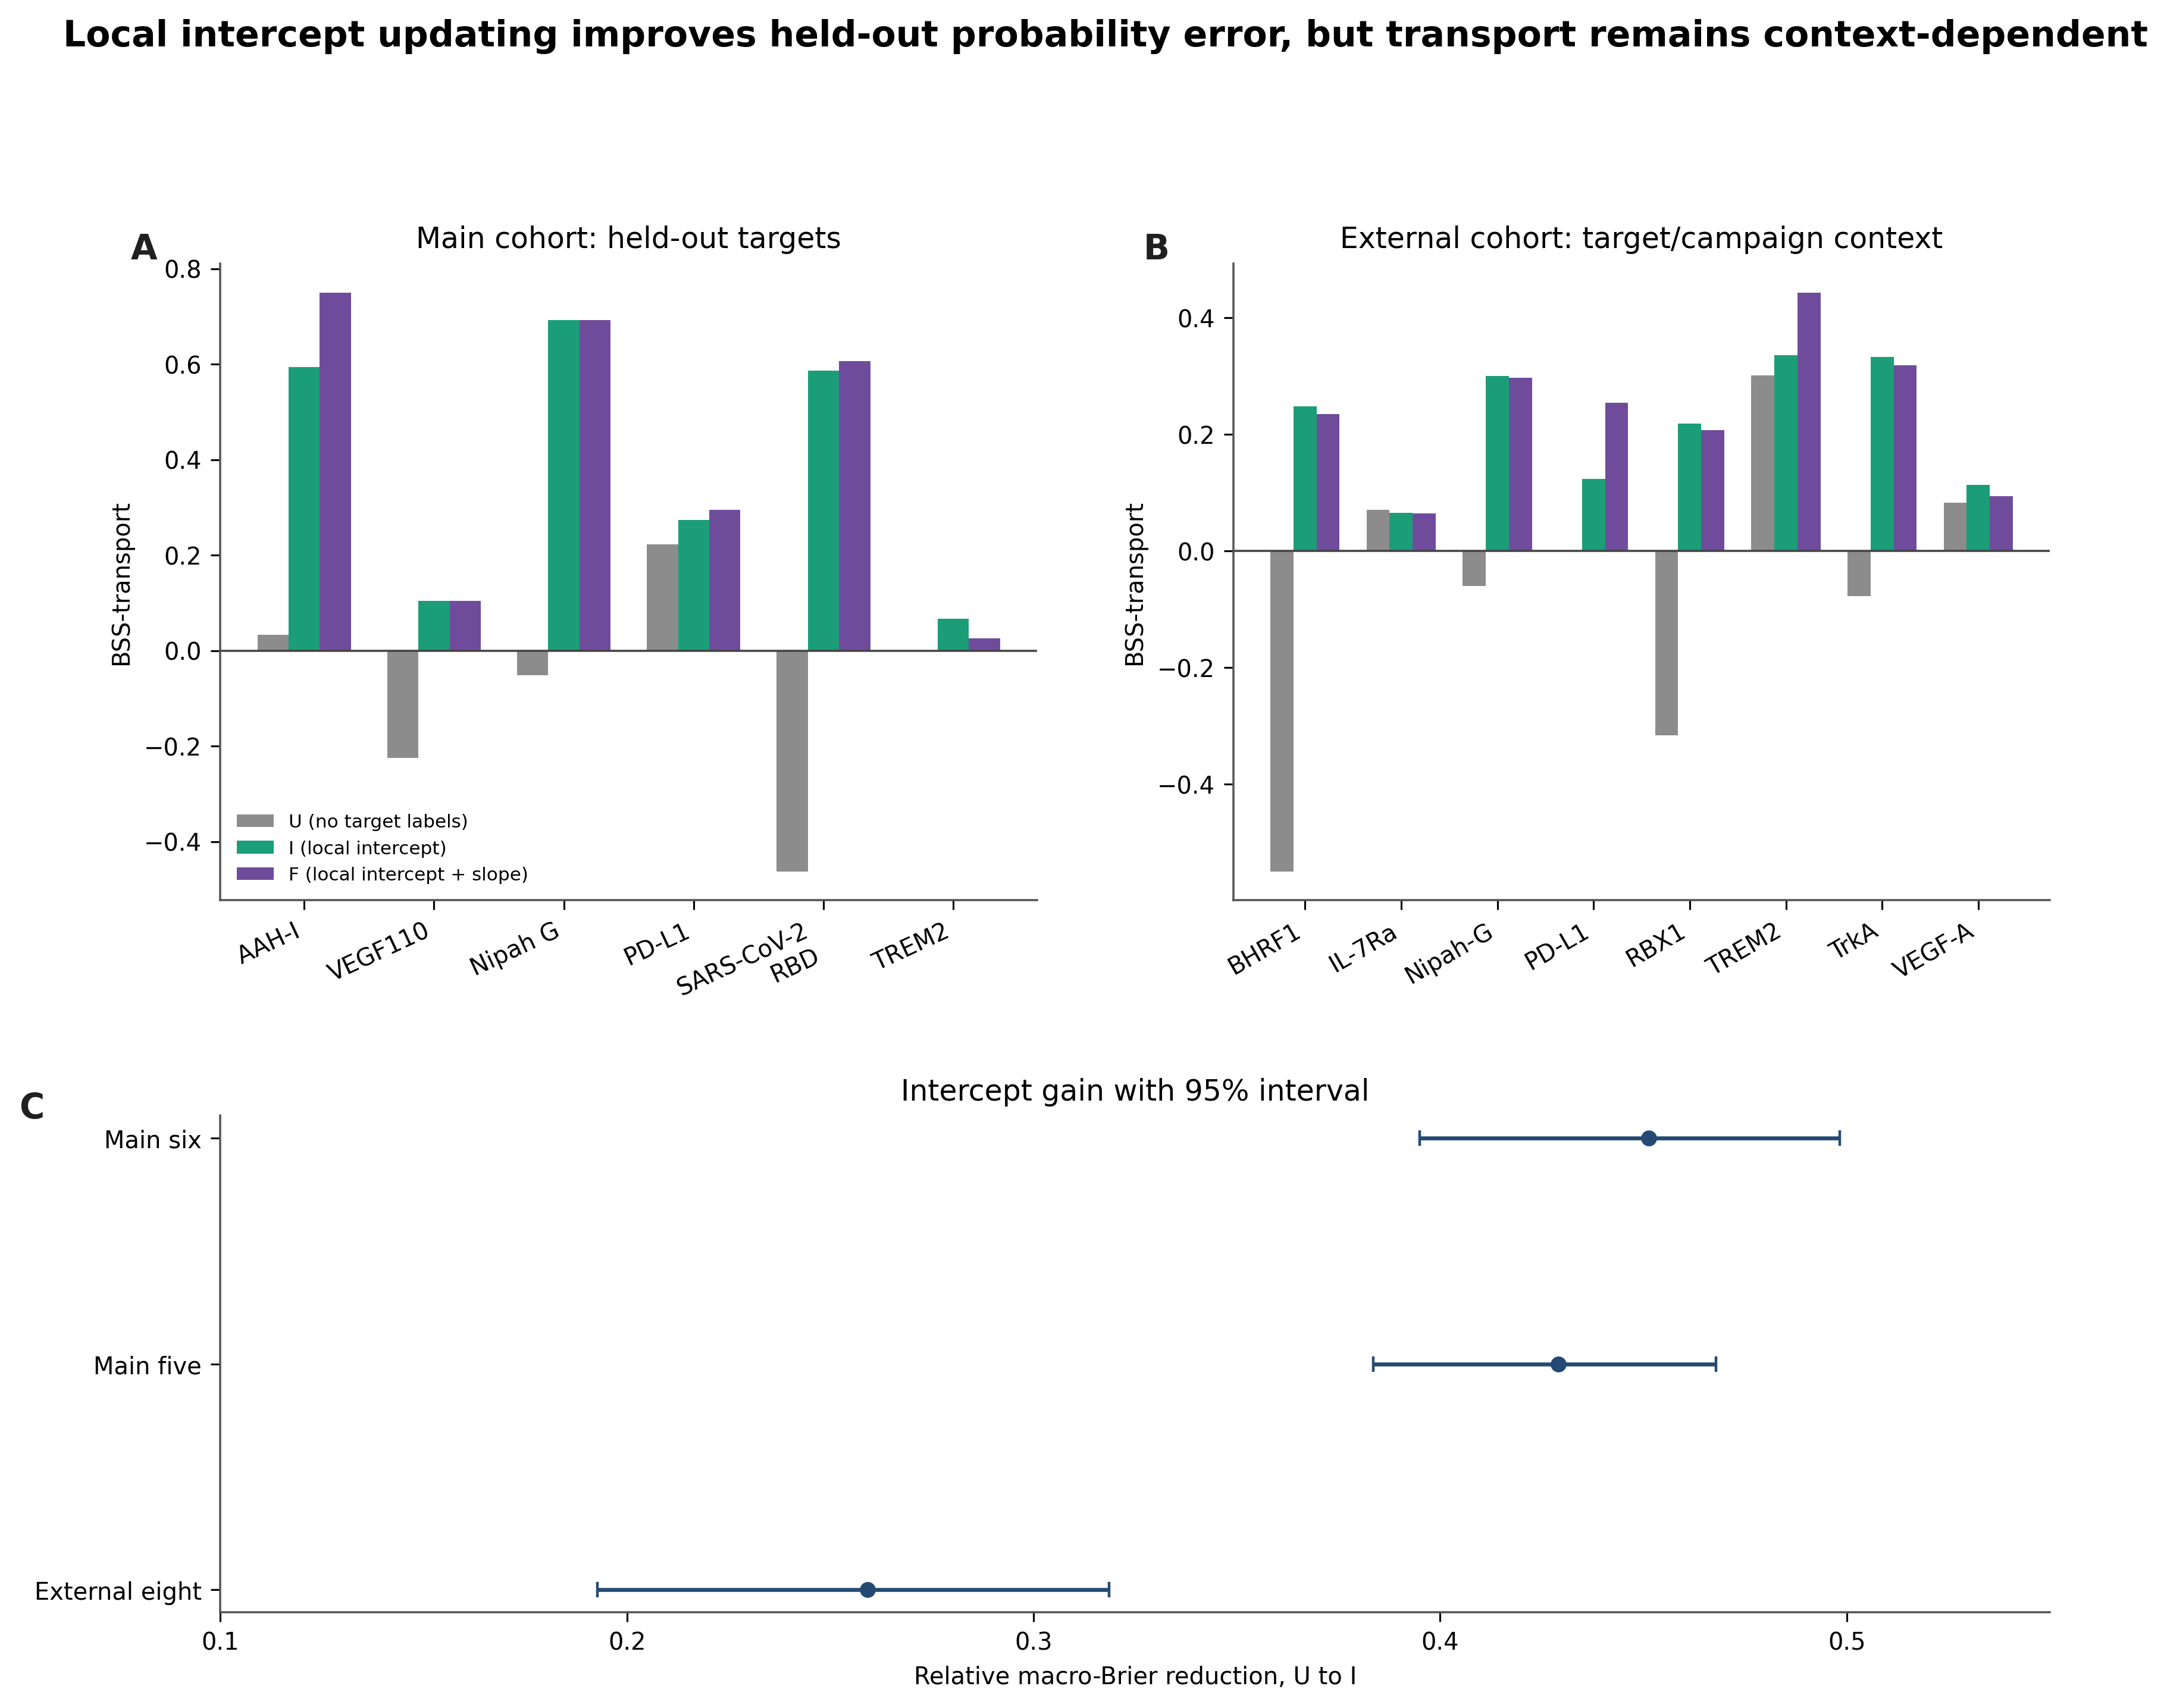 Local intercept updating improves held-out probability error, but transport remains context-dependent
A
Main cohort: held-out targets
0.8
0.6
0.4
0.2
0.0
−0.2
−0.4
BSS-transport
U (no target labels)
I (local intercept)
F (local intercept + slope)
AAH-I
VEGF110
Nipah G
PD-L1
SARS-CoV-2
RBD
TREM2
B
External cohort: target/campaign context
0.4
0.2
0.0
−0.2
−0.4
BSS-transport
BHRF1
IL-7Ra
Nipah-G
PD-L1
RBX1
TREM2
TrkA
VEGF-A
C
Intercept gain with 95% interval
Main six
Main five
External eight
0.1
0.2
0.3
0.4
0.5
Relative macro-Brier reduction, U to I